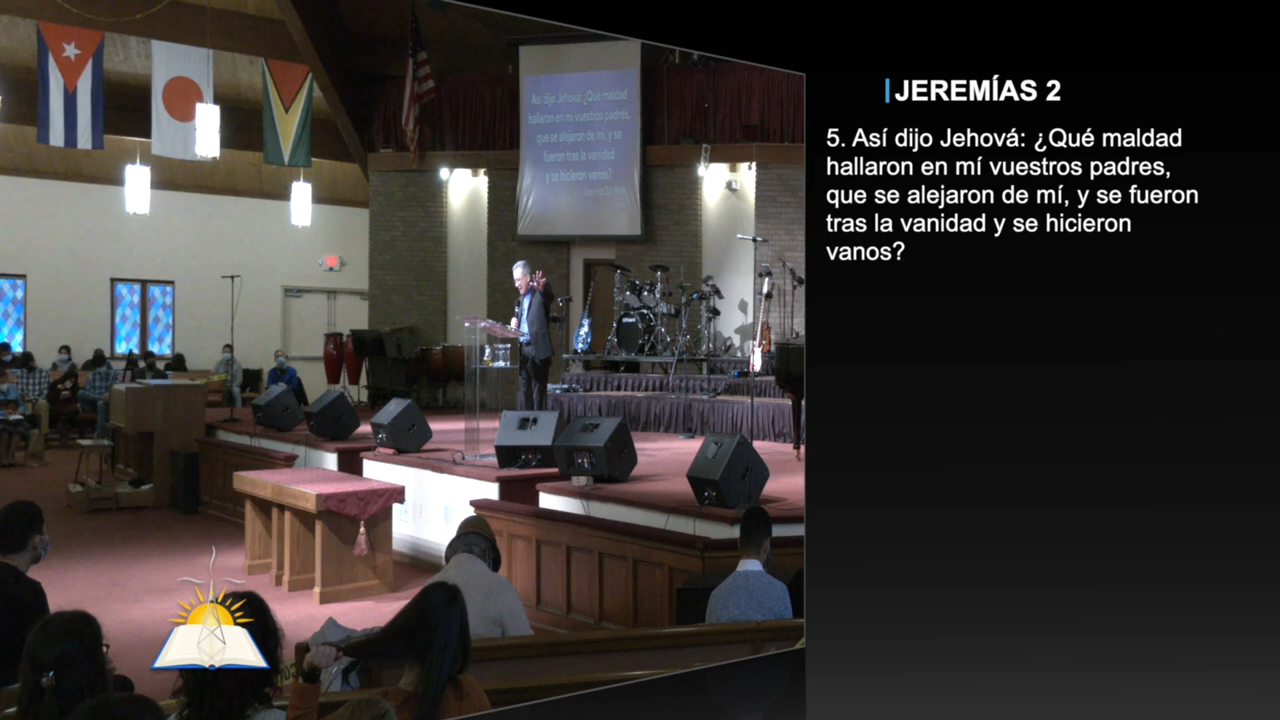 Así dijo Jehová: ¿Qué maldad
hallaron en mí vuestros padres,
que se alejaron de mí, y se
fueron tras la vanidad
y se hicieron vanos?
JEREMÍAS 2
5. Así dijo Jehová: ¿Qué maldad
hallaron en mí vuestros padres,
que se alejaron de mí, y se fueron
tras la vanidad y se hicieron
vanos?